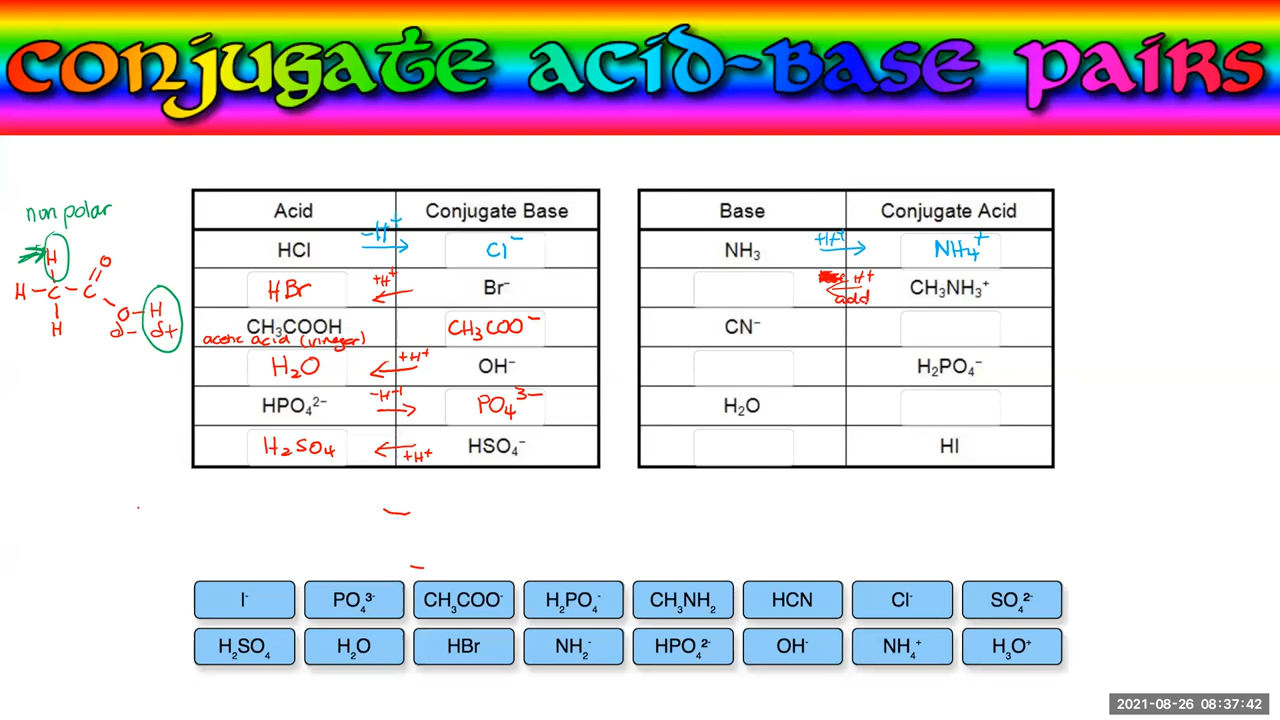 Conjugate acid-base pairs
non polar
H
O
H – C – C
O – H
H
δ- δ+
Acid Conjugate Base
HCl -H⁺ Cl⁻
HBr +H⁺ Br⁻
CH₃COOH CH₃COO⁻
acetic acid (vinegar)
H₂O +H⁺ OH⁻
HPO₄²⁻ -H⁺ PO₄³⁻
H₂SO₄ +H⁺ HSO₄⁻
Base Conjugate Acid
NH₃ +H⁺ NH₄⁺
H⁺ CH₃NH₃⁺
add
CN⁻
H₂PO₄⁻
H₂O
HI
I⁻ PO₄³⁻ CH₃COO⁻ H₂PO₄⁻ CH₃NH₂ HCN Cl⁻ SO₄²⁻
H₂SO₄ H₂O HBr NH₂⁻ HPO₄²⁻ OH⁻ NH₄⁺ H₃O⁺
2021-08-26 08:37:42